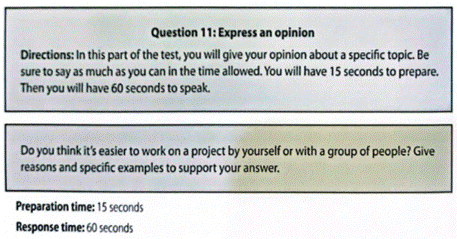 Question 11: Express an opinion
Directions: In this part of the test, you will give your opinion about a specific topic. Be
sure to say as much as you can in the time allowed. You will have 15 seconds to prepare.
Then you will have 60 seconds to speak.
Do you think it's easier to work on a project by yourself or with a group of people? Give
reasons and specific examples to support your answer.
Preparation time: 15 seconds
Response time: 60 seconds